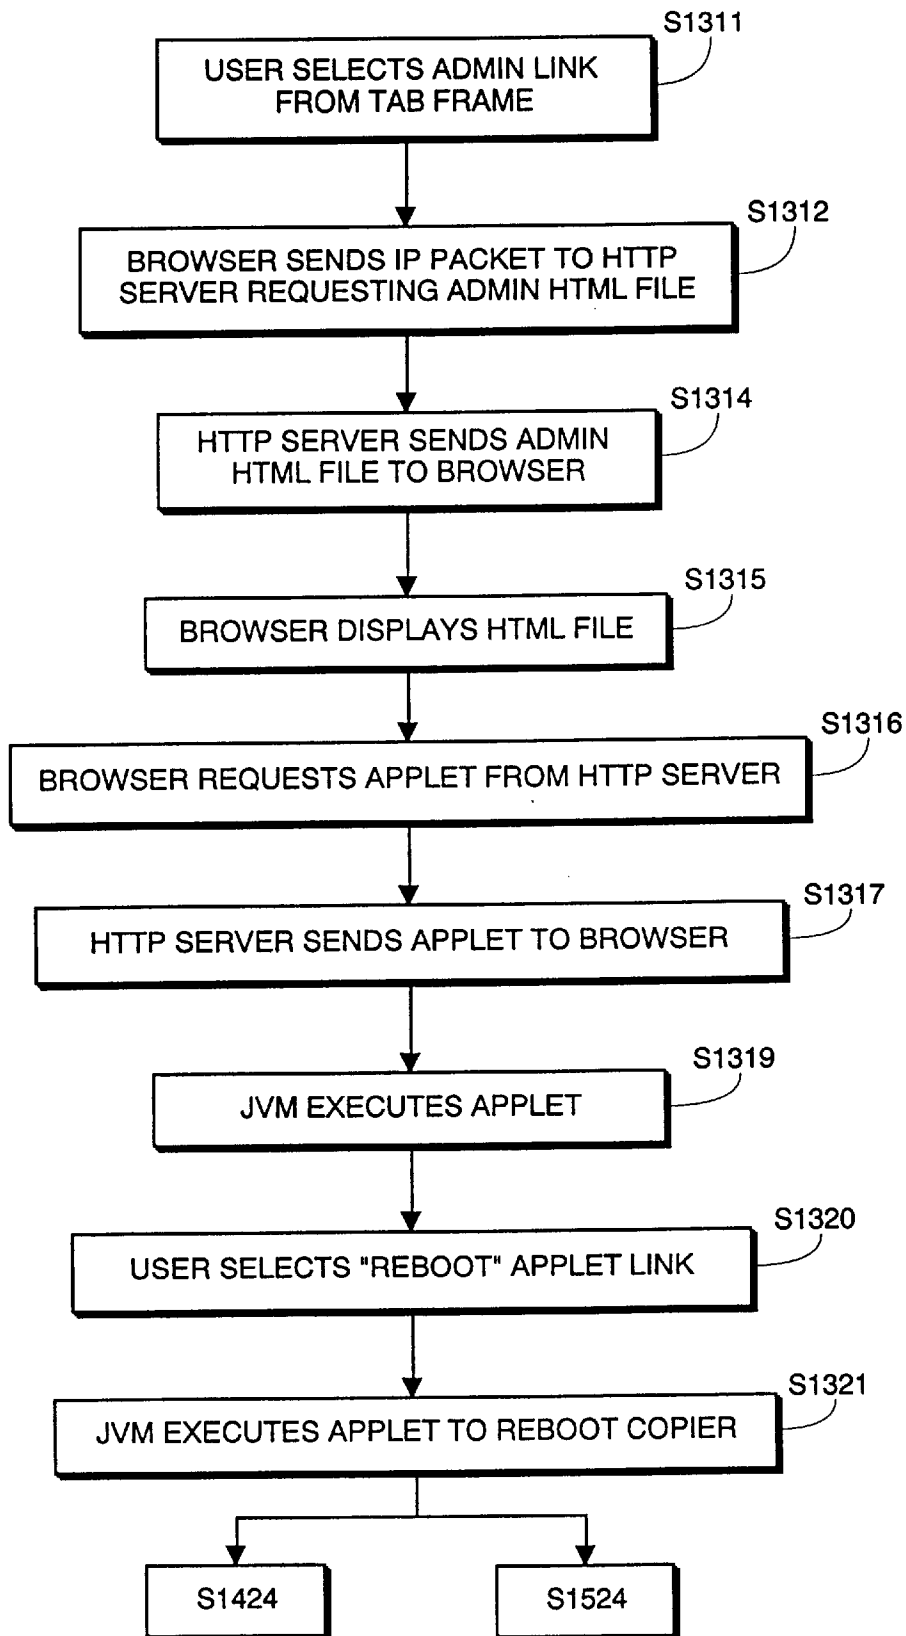 S1311
USER SELECTS ADMIN LINK
FROM TAB FRAME
S1312
BROWSER SENDS IP PACKET TO HTTP
SERVER REQUESTING ADMIN HTML FILE
S1314
HTTP SERVER SENDS ADMIN
HTML FILE TO BROWSER
S1315
BROWSER DISPLAYS HTML FILE
S1316
BROWSER REQUESTS APPLET FROM HTTP SERVER
S1317
HTTP SERVER SENDS APPLET TO BROWSER
S1319
JVM EXECUTES APPLET
S1320
USER SELECTS "REBOOT" APPLET LINK
S1321
JVM EXECUTES APPLET TO REBOOT COPIER
S1424
S1524